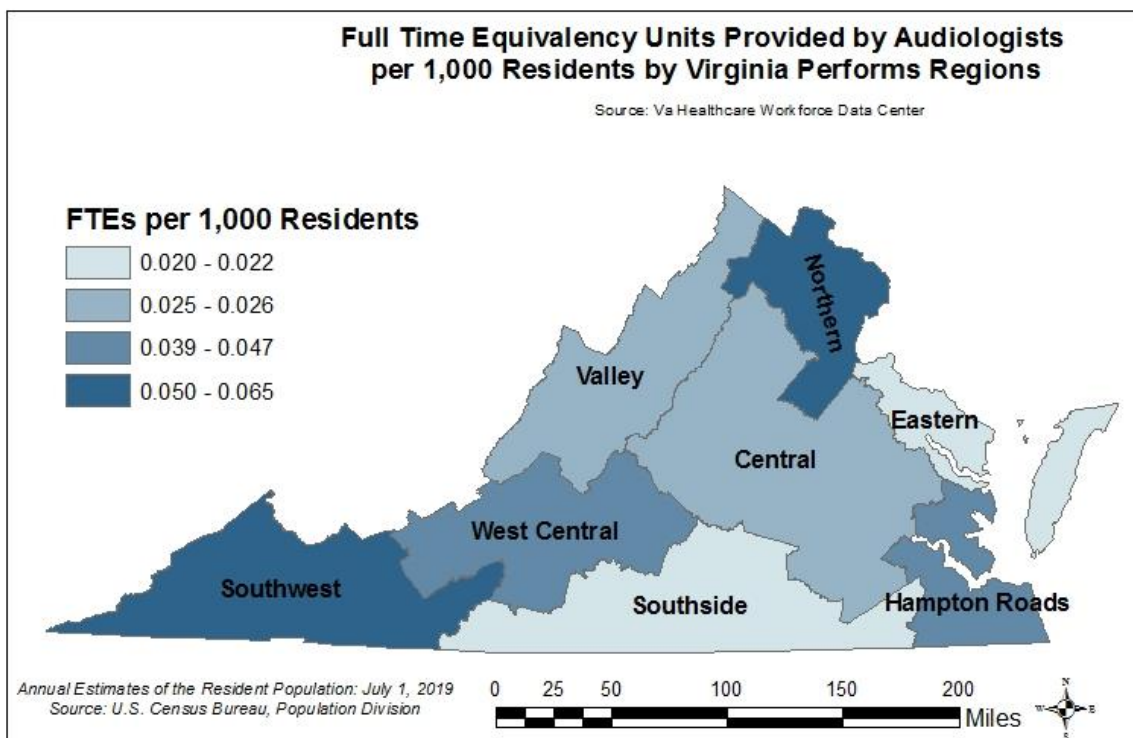 Full Time Equivalency Units Provided by Audiologists
per 1,000 Residents by Virginia Performs Regions
Source: Va Healthcare Workforce Data Center
FTEs per 1,000 Residents
0.020 - 0.022
0.025 - 0.026
0.039 - 0.047
0.050 - 0.065
Northern
Valley
Eastern
Central
West Central
Southwest
Southside
Hampton Roads
Annual Estimates of the Resident Population: July 1, 2019
Source: U.S. Census Bureau, Population Division
0 25 50 100 150 200
Miles
N
W E
S